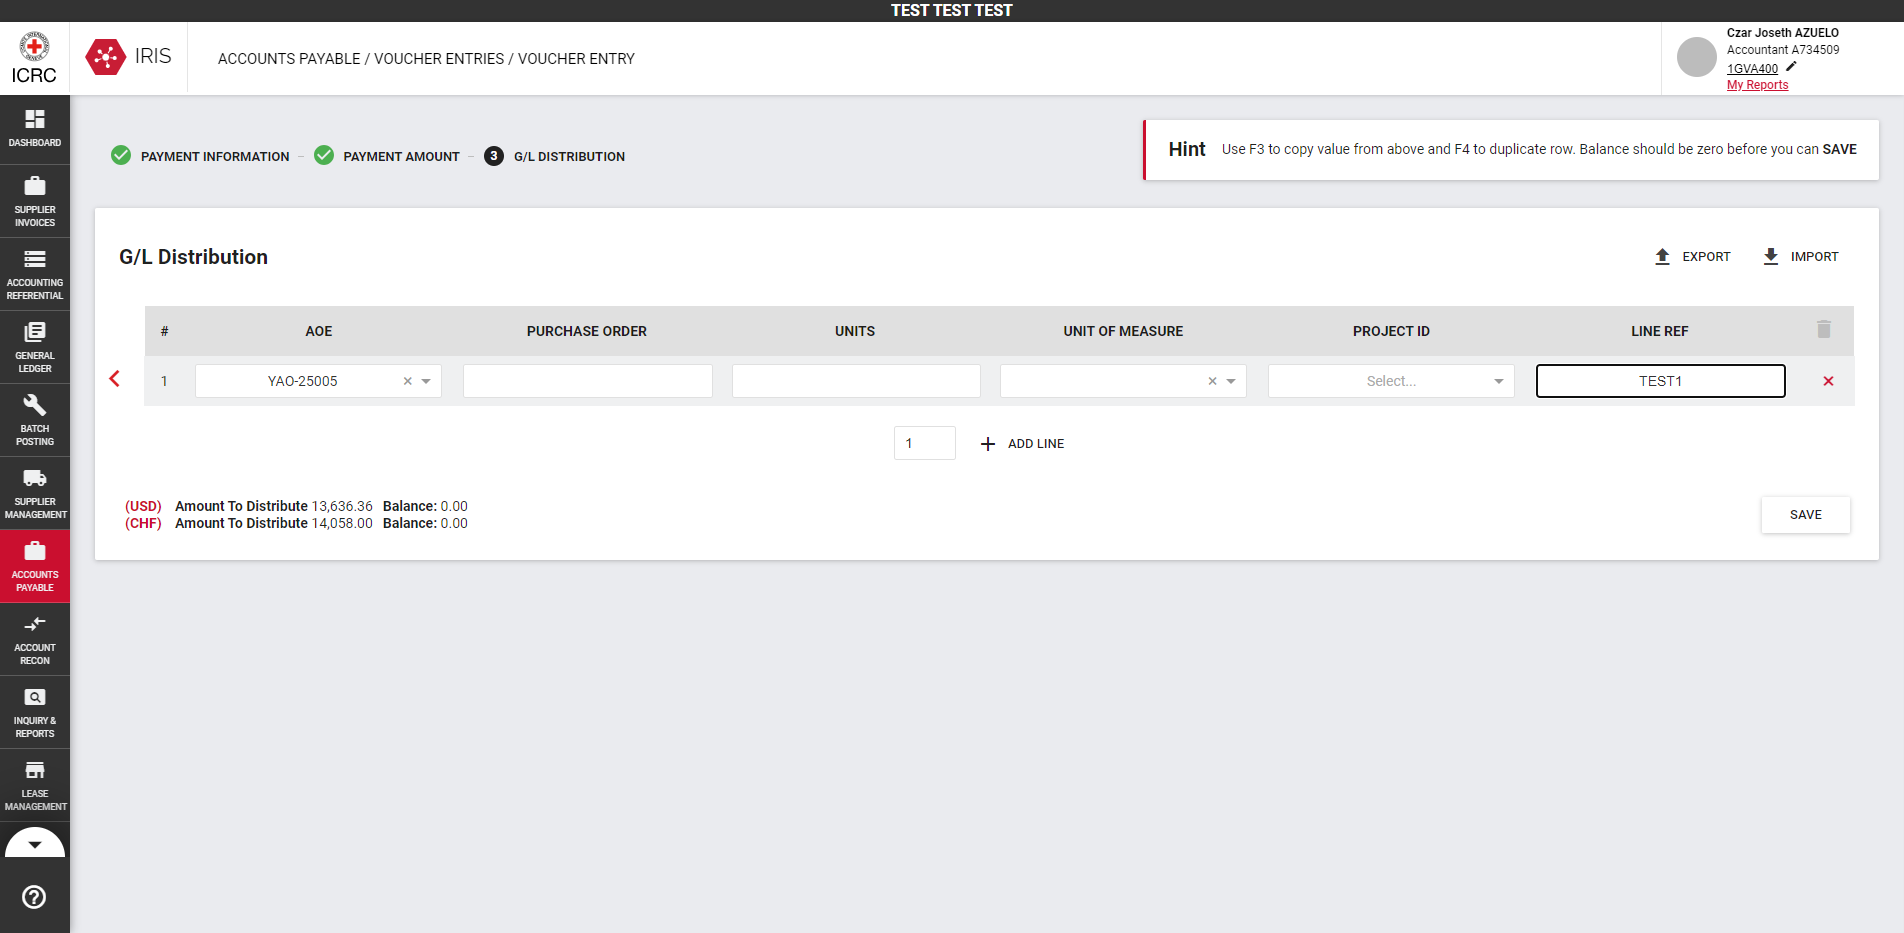 TEST TEST TEST
ICRC
IRIS
ACCOUNTS PAYABLE / VOUCHER ENTRIES / VOUCHER ENTRY
Czar Joseth AZUELO
Accountant A734509
1GVA400
My Reports
DASHBOARD
SUPPLIER
INVOICES
ACCOUNTING
REFERENTIAL
GENERAL
LEDGER
BATCH
POSTING
SUPPLIER
MANAGEMENT
ACCOUNTS
PAYABLE
ACCOUNT
RECON
INQUIRY &
REPORTS
LEASE
MANAGEMENT
PAYMENT INFORMATION
PAYMENT AMOUNT
3 G/L DISTRIBUTION
Hint Use F3 to copy value from above and F4 to duplicate row. Balance should be zero before you can SAVE
G/L Distribution
EXPORT
IMPORT
# AOE PURCHASE ORDER UNITS UNIT OF MEASURE PROJECT ID LINE REF
1 YAO-25005 Select... TEST1
1 ADD LINE
(USD) Amount To Distribute 13,636.36 Balance: 0.00
(CHF) Amount To Distribute 14,058.00 Balance: 0.00
SAVE